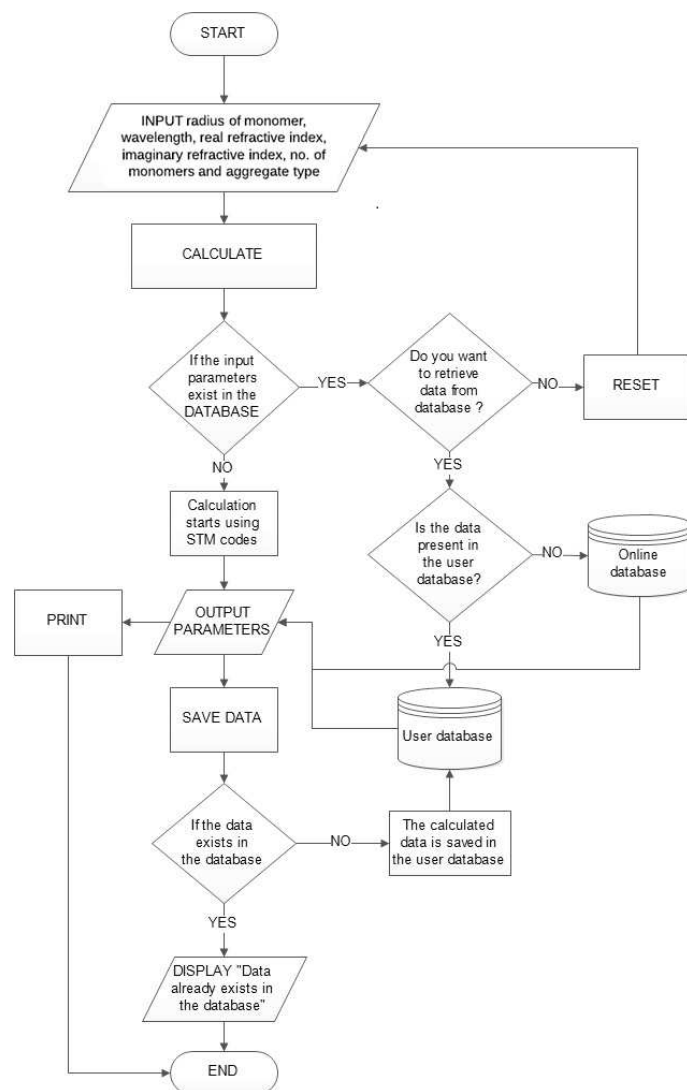 START
INPUT radius of monomer,
wavelength, real refractive index,
imaginary refractive index, no. of
monomers and aggregate type
CALCULATE
If the input
parameters
exist in the
DATABASE
YES
Do you want
to retrieve
data from
database ?
NO
RESET
NO
YES
Calculation
starts using
STM codes
Is the data
present in
the user
database?
NO
Online
database
PRINT
OUTPUT
PARAMETERS
YES
SAVE DATA
User database
If the data
exists in
the database
NO
The calculated
data is saved in
the user database
YES
DISPLAY "Data
already exists in
the database"
END